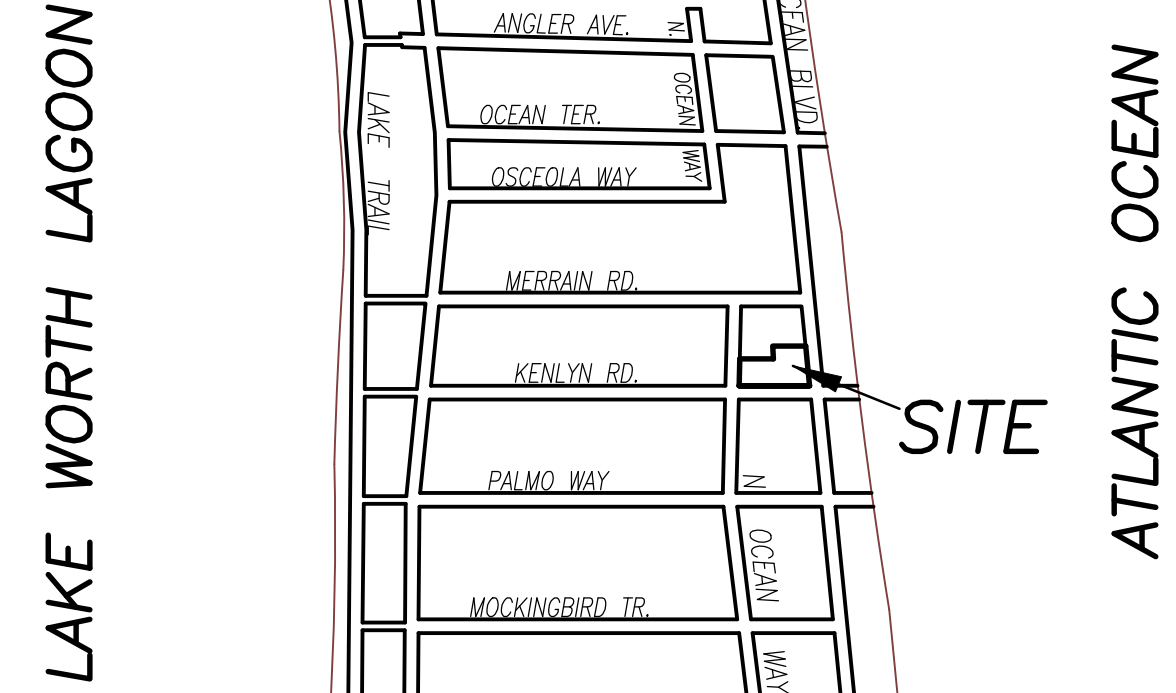 LAKE WORTH LAGOON
ANGLER AVE.
N.
OCEAN
WAY
CEAN BLVD.
LAKE TRAIL
OCEAN TER.
OSCEOLA WAY
MERRAIN RD.
KENLYN RD.
SITE
PALMO WAY
N
OCEAN
WAY
MOCKINGBIRD TR.
ATLANTIC OCEAN